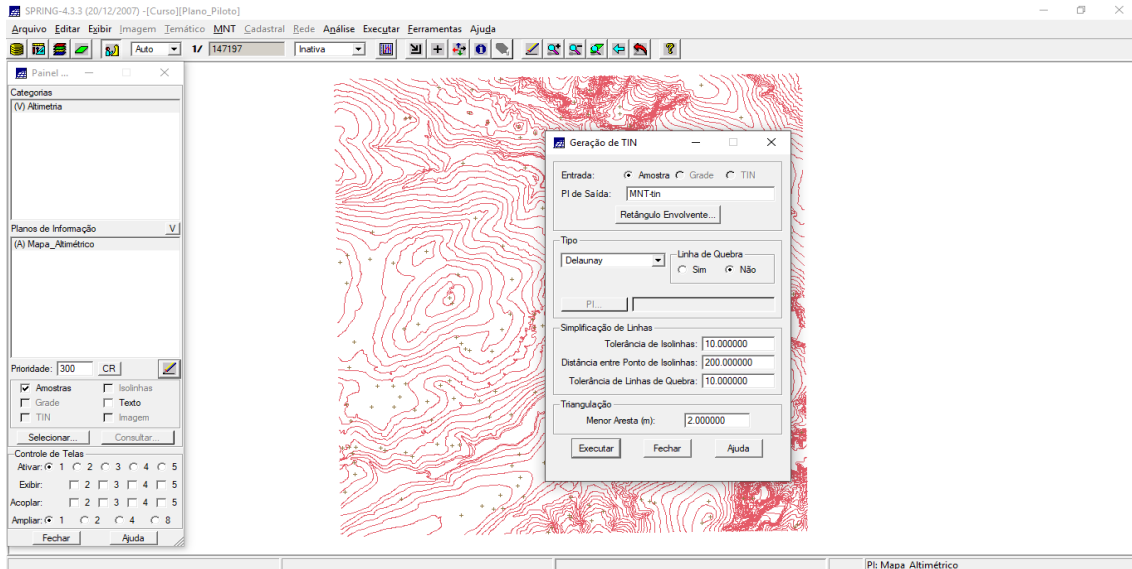 SPRING-4.3.3 (20/12/2007) -[Curso][Plano_Piloto]
Arquivo Editar Exibir Imagem Temático MNT Cadastral Rede Análise Executar Ferramentas Ajuda
Auto 1/ 147197 Inativa
Painel ...
Categorias
(V) Altimetria
Planos de Informação V
(A) Mapa_Altimétrico
Prioridade: 300 CR
Amostras Isolinhas
Grade Texto
TIN Imagem
Selecionar... Consultar...
Controle de Telas
Ativar: 1 2 3 4 5
Exibir: 2 3 4 5
Acoplar: 2 3 4 5
Ampliar: 1 2 4 8
Fechar Ajuda
Geração de TIN
Entrada: Amostra Grade TIN
PI de Saída: MNT-tin
Retângulo Envolvente...
Tipo
Delaunay
Linha de Quebra
Sim Não
PI...
Simplificação de Linhas
Tolerância de Isolinhas: 10.000000
Distância entre Ponto de Isolinhas: 200.000000
Tolerância de Linhas de Quebra: 10.000000
Triangulação
Menor Aresta (m): 2.000000
Executar Fechar Ajuda
PI: Mapa_Altimétrico